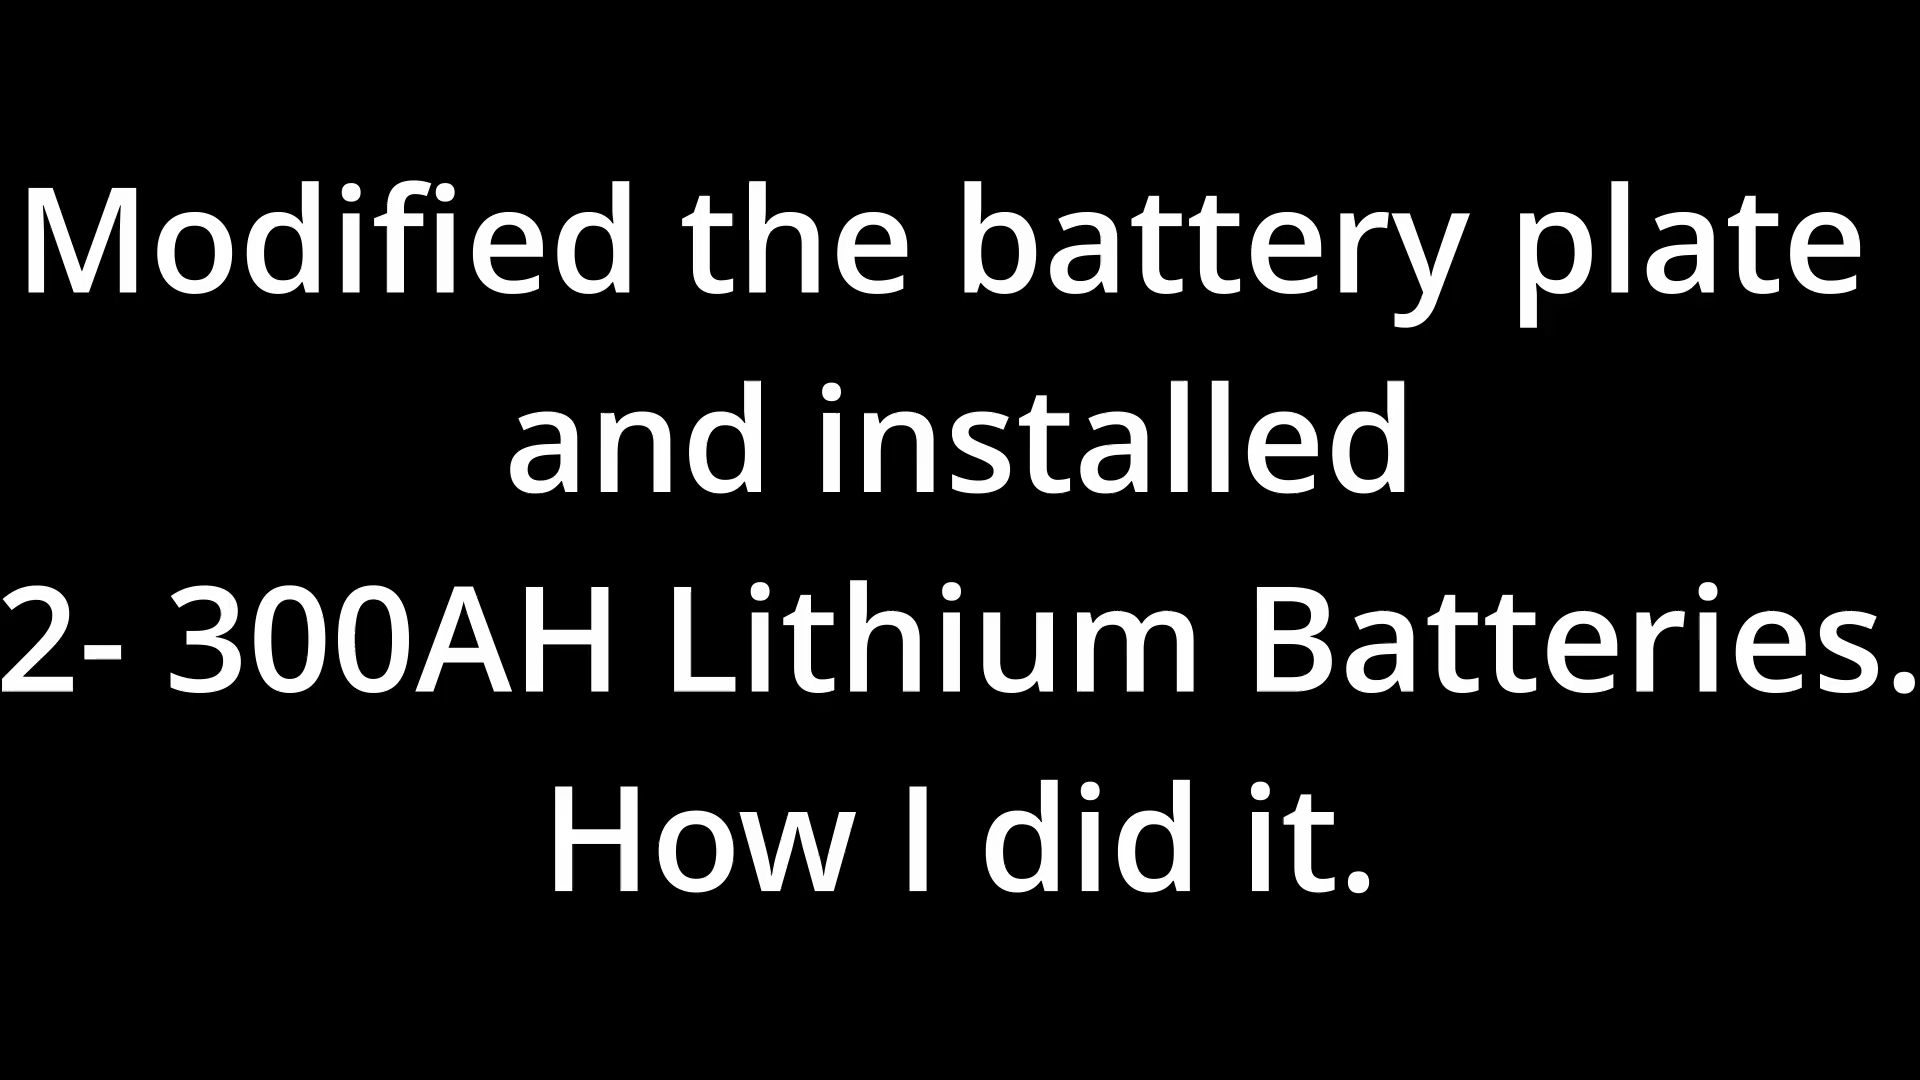 Modified the battery plate
and installed
2- 300AH Lithium Batteries.
How I did it.